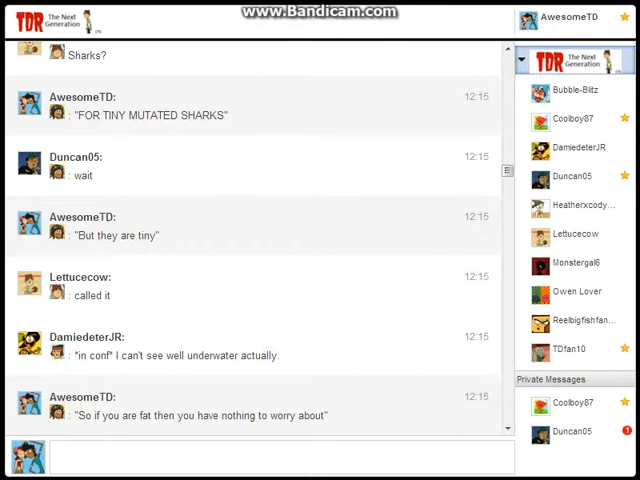 www.Bandicam.com
TDR The Next Generation
AwesomeTD
Sharks?
AwesomeTD: 12:15
: "FOR TINY MUTATED SHARKS"
Duncan05: 12:15
: wait
AwesomeTD: 12:15
: "But they are tiny"
Lettucecow: 12:15
: called it
DamiedeterJR: 12:15
: *in conf* I can't see well underwater actually.
AwesomeTD: 12:15
: "So if you are fat then you have nothing to worry about"
TDR The Next Generation
Bubble-Blitz
Coolboy87
DamiedeterJR
Duncan05
Heatherxcody...
Lettucecow
Monstergal6
Owen Lover
Reelbigfishfan...
TDfan10
Private Messages
Coolboy87
Duncan05 1